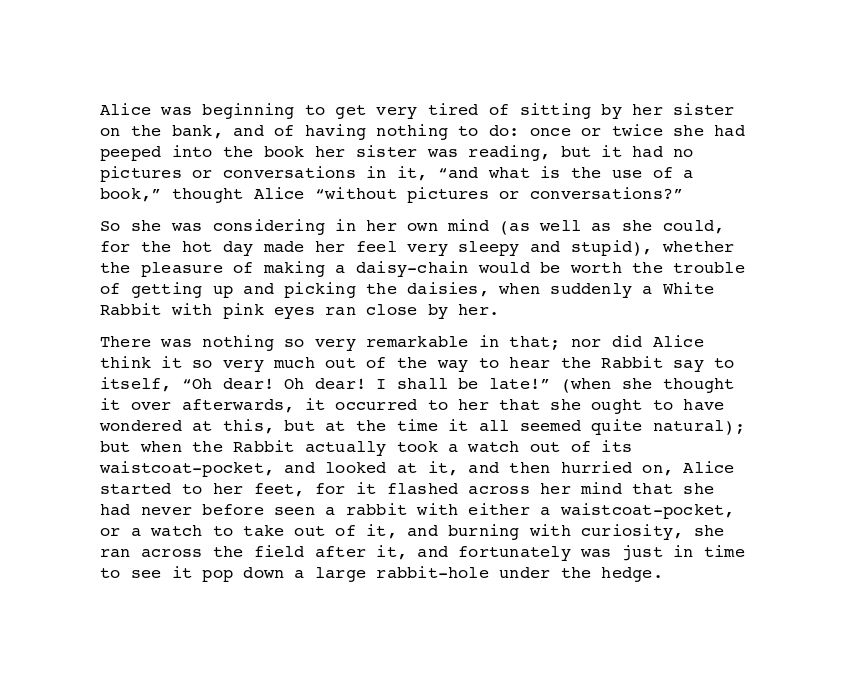 Alice was beginning to get very tired of sitting by her sister
on the bank, and of having nothing to do: once or twice she had
peeped into the book her sister was reading, but it had no
pictures or conversations in it, “and what is the use of a
book,” thought Alice “without pictures or conversations?”
So she was considering in her own mind (as well as she could,
for the hot day made her feel very sleepy and stupid), whether
the pleasure of making a daisy-chain would be worth the trouble
of getting up and picking the daisies, when suddenly a White
Rabbit with pink eyes ran close by her.
There was nothing so very remarkable in that; nor did Alice
think it so very much out of the way to hear the Rabbit say to
itself, “Oh dear! Oh dear! I shall be late!” (when she thought
it over afterwards, it occurred to her that she ought to have
wondered at this, but at the time it all seemed quite natural);
but when the Rabbit actually took a watch out of its
waistcoat-pocket, and looked at it, and then hurried on, Alice
started to her feet, for it flashed across her mind that she
had never before seen a rabbit with either a waistcoat-pocket,
or a watch to take out of it, and burning with curiosity, she
ran across the field after it, and fortunately was just in time
to see it pop down a large rabbit-hole under the hedge.